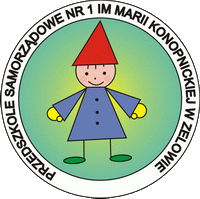 PRZEDSZKOLE SAMORZĄDOWE NR 1 IM MARII KONOPNICKIEJ W ZELOWIE